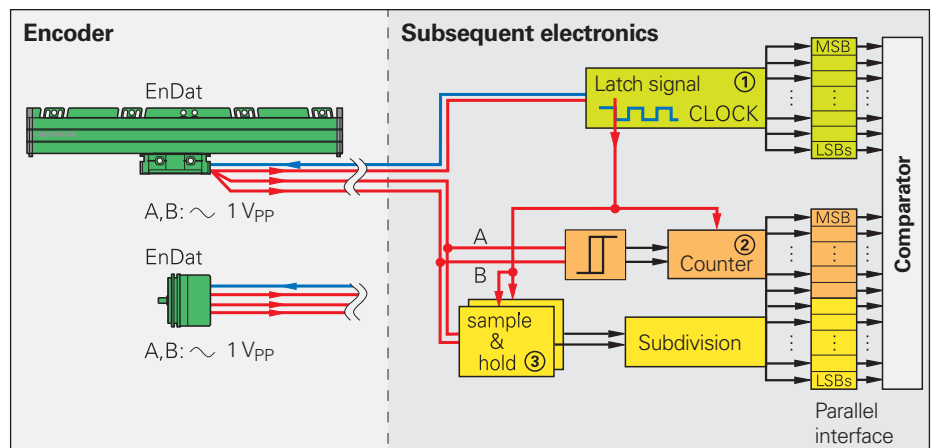 Encoder
Subsequent electronics
EnDat
A,B: ∼ 1 VPP
EnDat
A,B: ∼ 1 VPP
Latch signal ①
CLOCK
MSB
LSBs
A
B
②
Counter
MSB
sample
&
hold ③
Subdivision
LSBs
Comparator
Parallel
interface